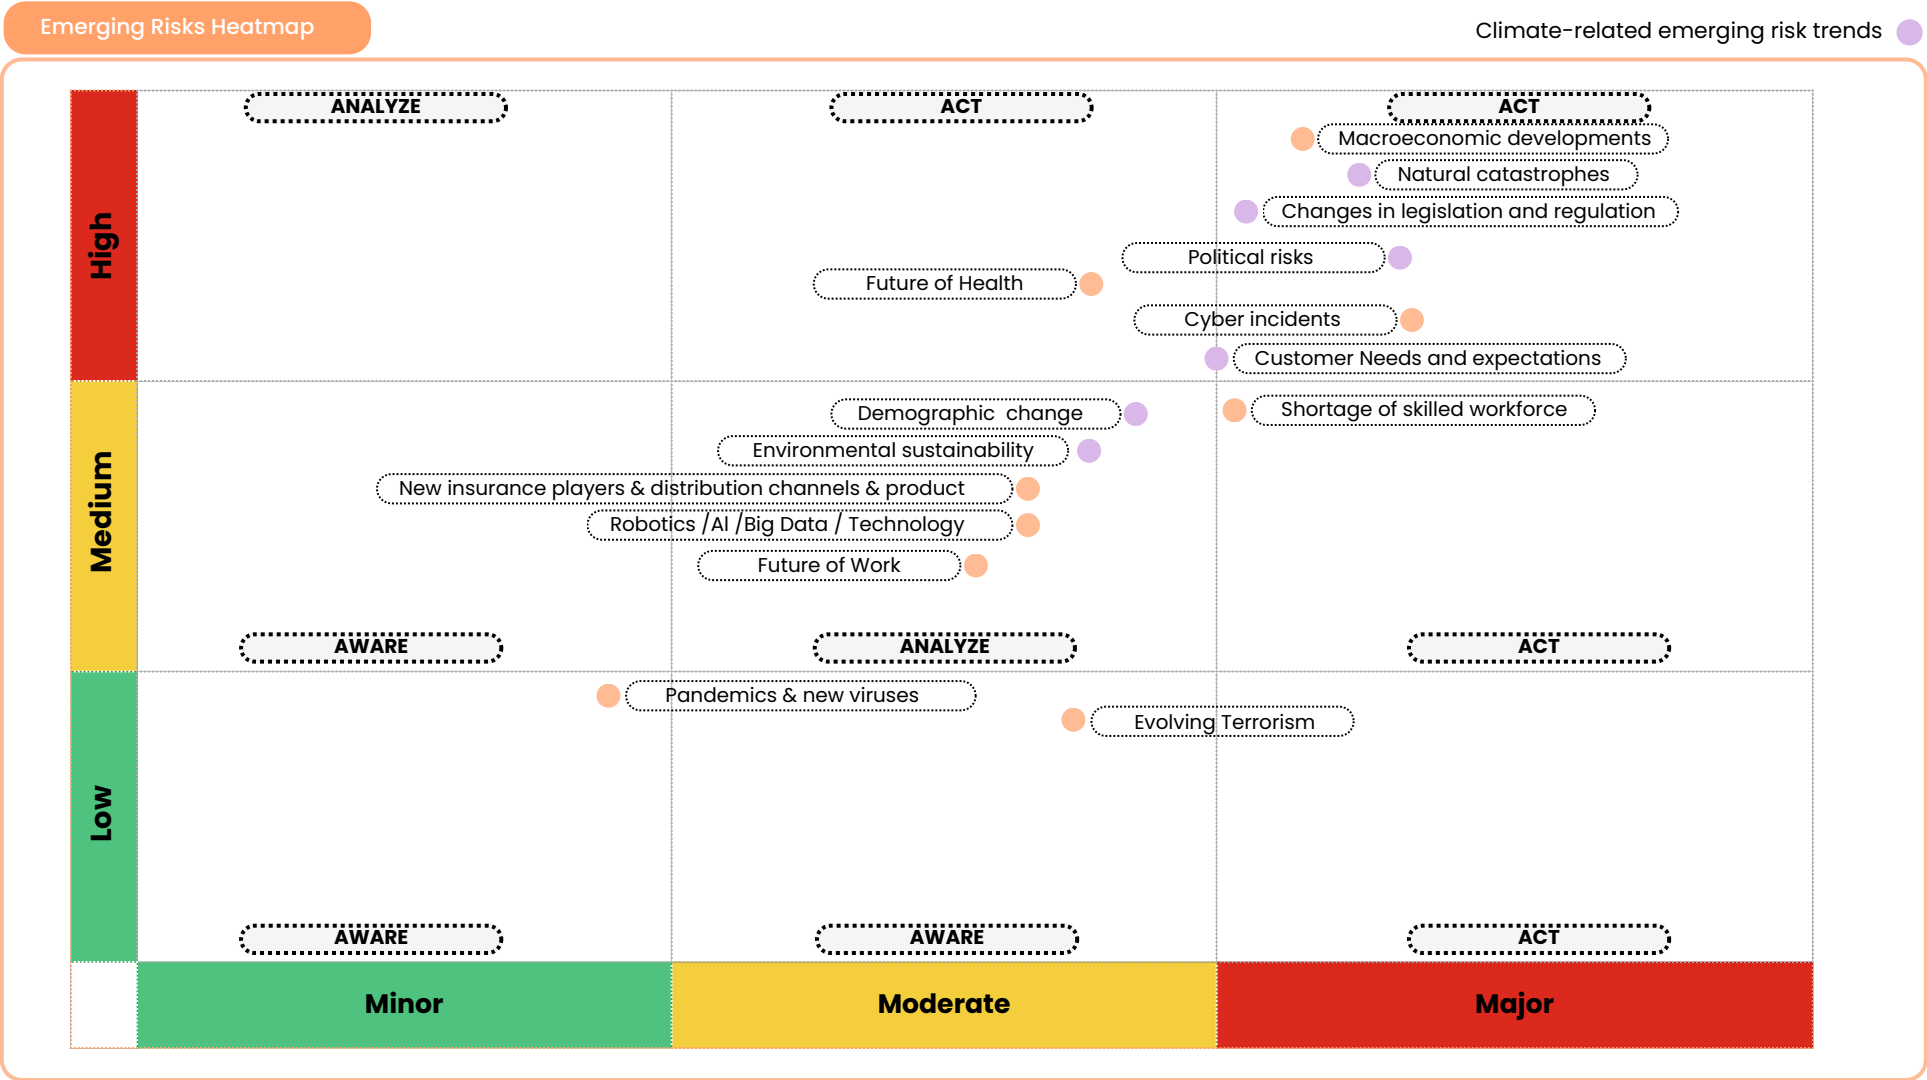 Emerging Risks Heatmap
Climate-related emerging risk trends
High
ANALYZE
ACT
ACT
Macroeconomic developments
Natural catastrophes
Changes in legislation and regulation
Political risks
Future of Health
Cyber incidents
Customer Needs and expectations
Medium
Demographic change
Shortage of skilled workforce
Environmental sustainability
New insurance players & distribution channels & product
Robotics /AI /Big Data / Technology
Future of Work
AWARE
ANALYZE
ACT
Low
Pandemics & new viruses
Evolving Terrorism
AWARE
AWARE
ACT
Minor
Moderate
Major